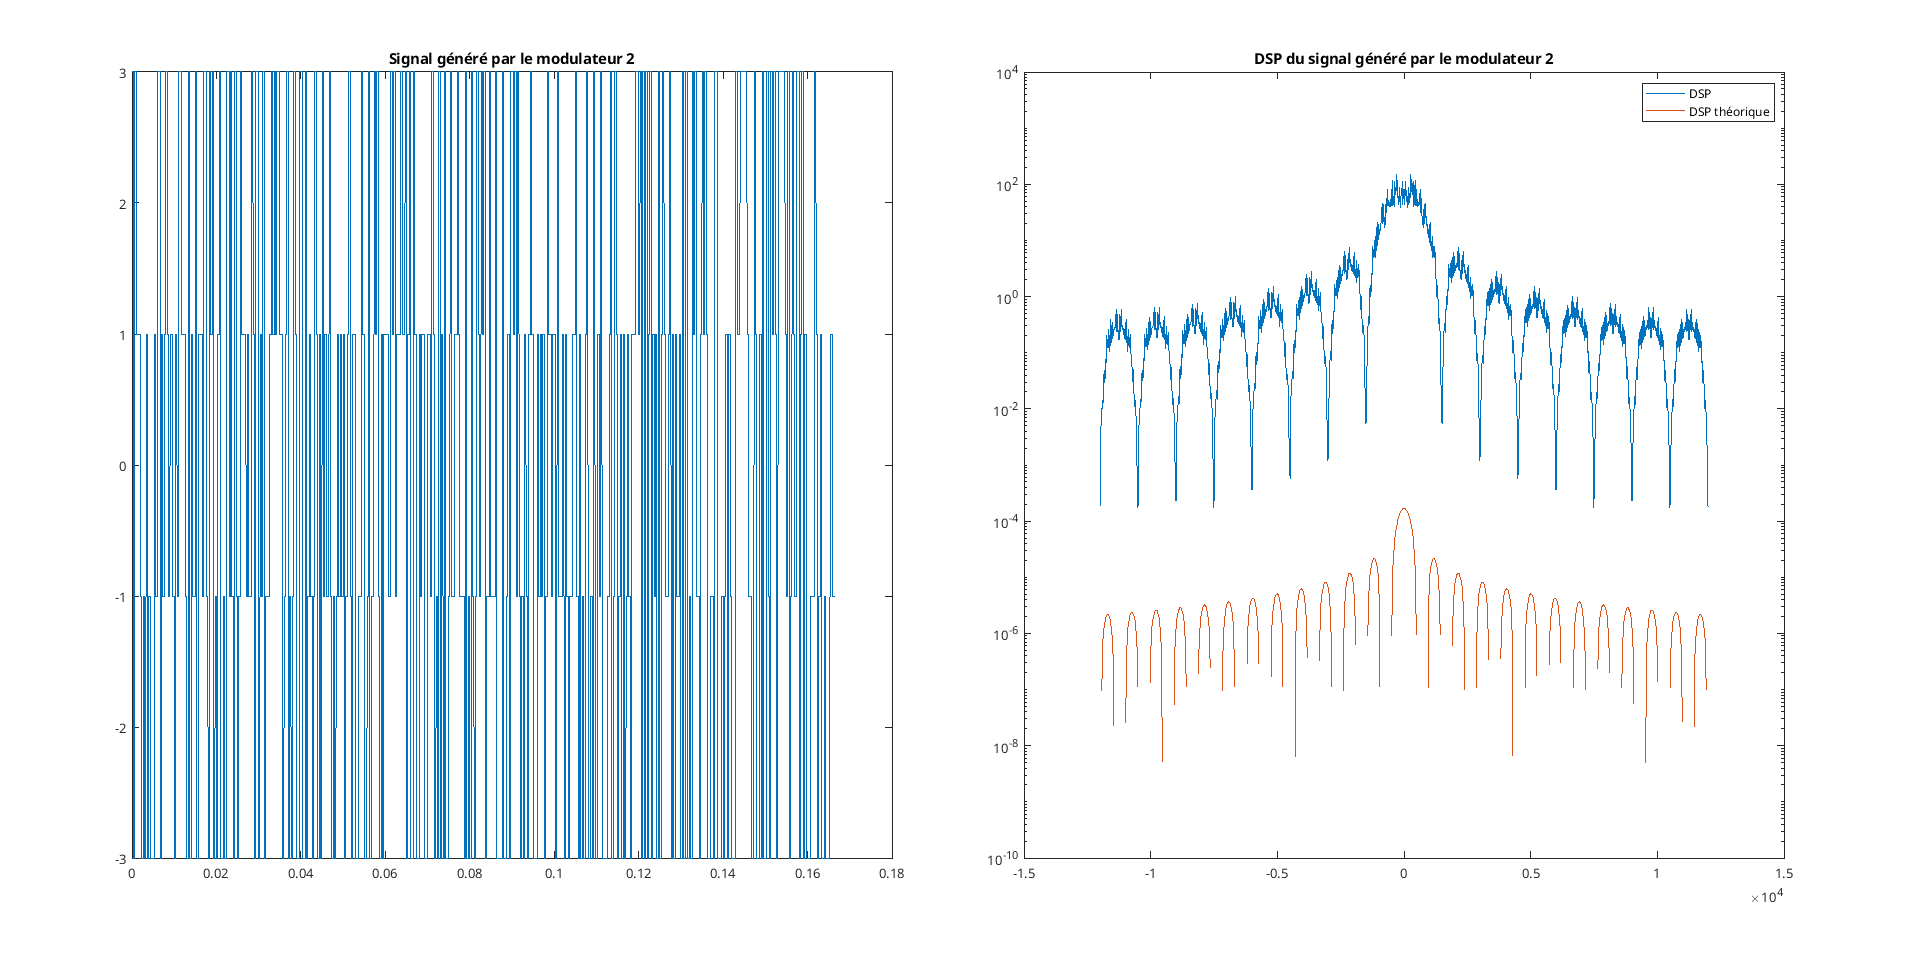 Signal généré par le modulateur 2
3
2
1
0
-1
-2
-3
0 0.02 0.04 0.06 0.08 0.1 0.12 0.14 0.16 0.18
DSP du signal généré par le modulateur 2
DSP
DSP théorique
10^4
10^2
10^0
10^-2
10^-4
10^-6
10^-8
10^-10
-1.5 -1 -0.5 0 0.5 1 1.5
×10^4